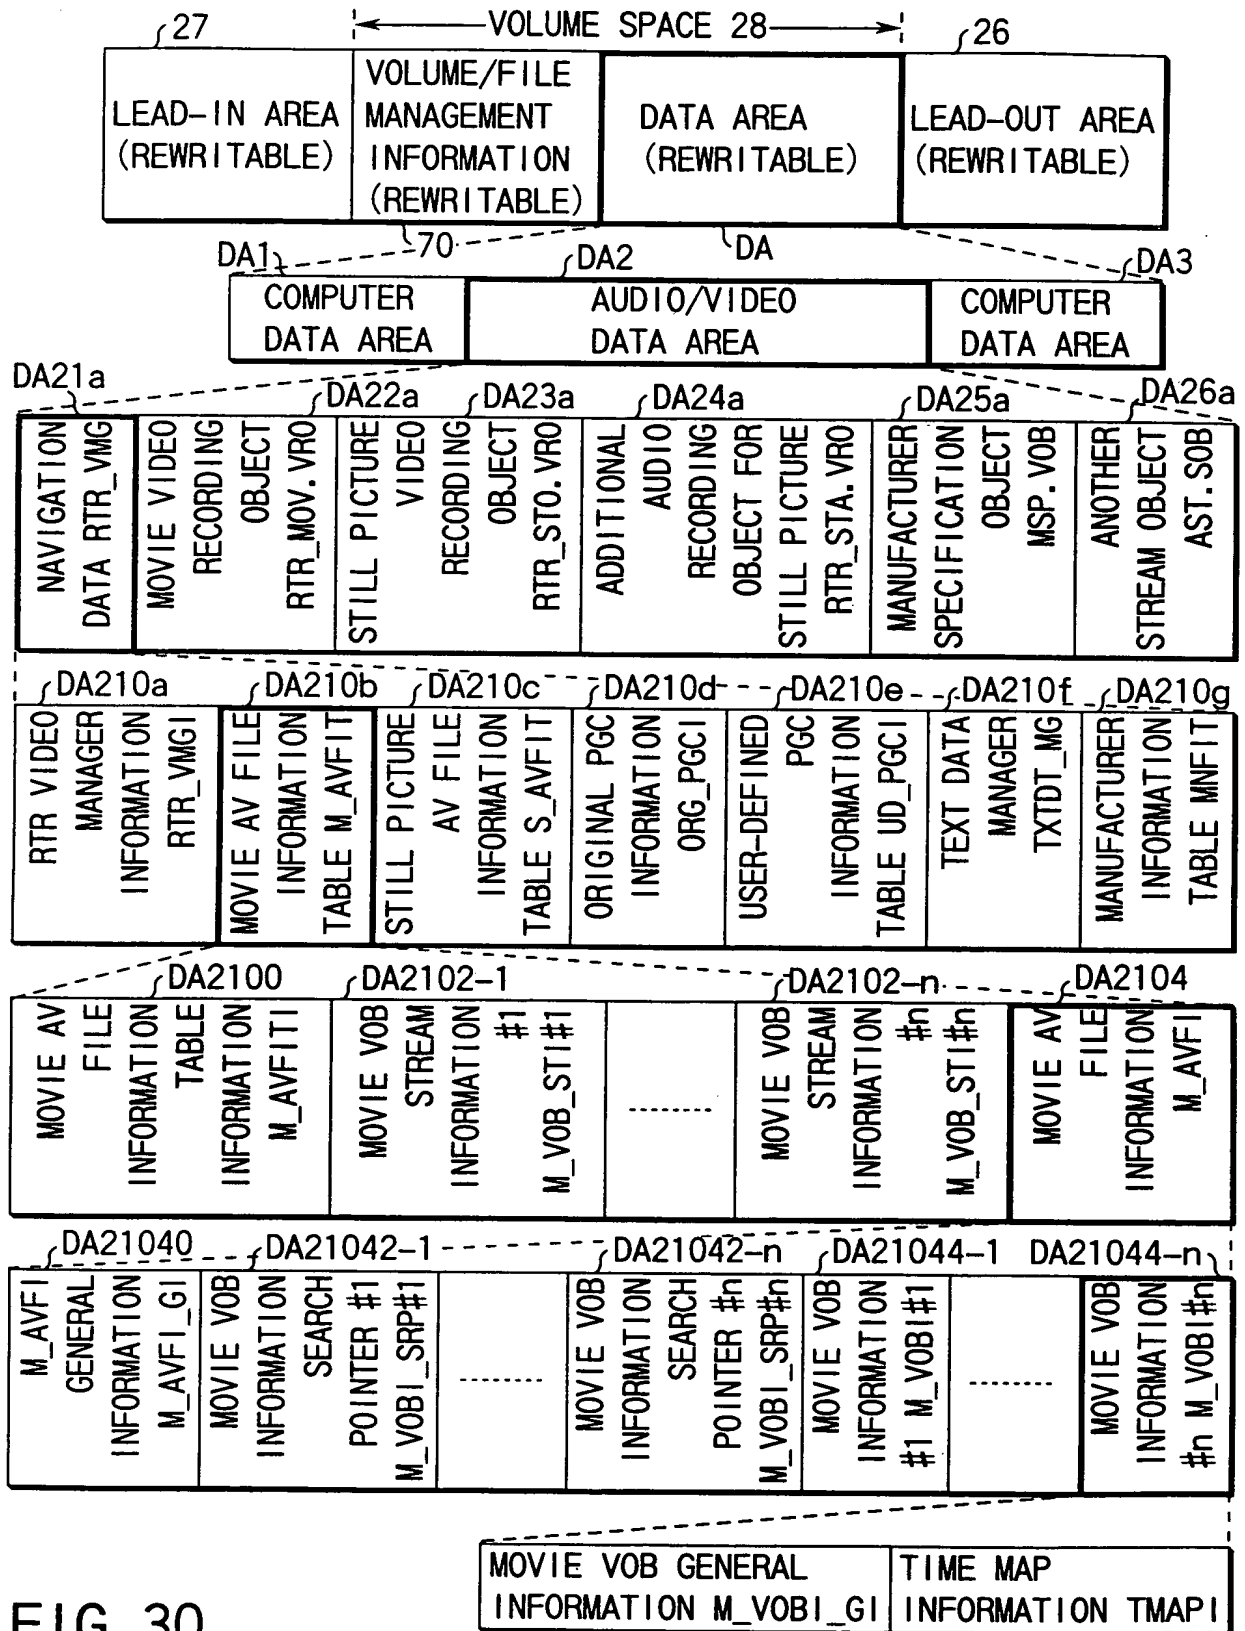 27
VOLUME SPACE 28
26
LEAD-IN AREA
(REWRITABLE)
VOLUME/FILE
MANAGEMENT
INFORMATION
(REWRITABLE)
DATA AREA
(REWRITABLE)
LEAD-OUT AREA
(REWRITABLE)
70
DA
DA1
DA2
DA3
COMPUTER
DATA AREA
AUDIO/VIDEO
DATA AREA
COMPUTER
DATA AREA
DA21a
DA22a
DA23a
DA24a
DA25a
DA26a
NAVIGATION
DATA RTR_VMG
MOVIE VIDEO
RECORDING
OBJECT
RTR_MOV.VRO
STILL PICTURE
VIDEO
RECORDING
OBJECT
RTR_STO.VRO
ADDITIONAL
AUDIO
RECORDING
OBJECT FOR
STILL PICTURE
RTR_STA.VRO
MANUFACTURER
SPECIFICATION
OBJECT
MSP.VOB
ANOTHER
STREAM OBJECT
AST.SOB
DA210a
DA210b
DA210c
DA210d
DA210e
DA210f
DA210g
RTR VIDEO
MANAGER
INFORMATION
RTR_VMGI
MOVIE AV FILE
INFORMATION
TABLE M_AVFIT
STILL PICTURE
AV FILE
INFORMATION
TABLE S_AVFIT
ORIGINAL PGC
INFORMATION
ORG_PGCI
USER-DEFINED
PGC
INFORMATION
TABLE UD_PGCI
TEXT DATA
MANAGER
TXTDT_MG
MANUFACTURER
INFORMATION
TABLE MNFIT
DA2100
DA2102-1
DA2102-n
DA2104
MOVIE AV
FILE
INFORMATION
TABLE
INFORMATION
M_AVFITI
MOVIE VOB
STREAM
INFORMATION
#1
M_VOB_STI#1
.........
MOVIE VOB
STREAM
INFORMATION
#n
M_VOB_STI#n
MOVIE AV
FILE
INFORMATION
M_AVFI
DA21040
DA21042-1
DA21042-n
DA21044-1
DA21044-n
M_AVFI
GENERAL
INFORMATION
M_AVFI_GI
MOVIE VOB
INFORMATION
SEARCH
POINTER #1
M_VOBI_SRP#1
.........
MOVIE VOB
INFORMATION
SEARCH
POINTER #n
M_VOBI_SRP#n
MOVIE VOB
INFORMATION
#1 M_VOBI#1
.........
MOVIE VOB
INFORMATION
#n M_VOBI#n
MOVIE VOB GENERAL
INFORMATION M_VOBI_GI
TIME MAP
INFORMATION TMAPI
FIG. 30